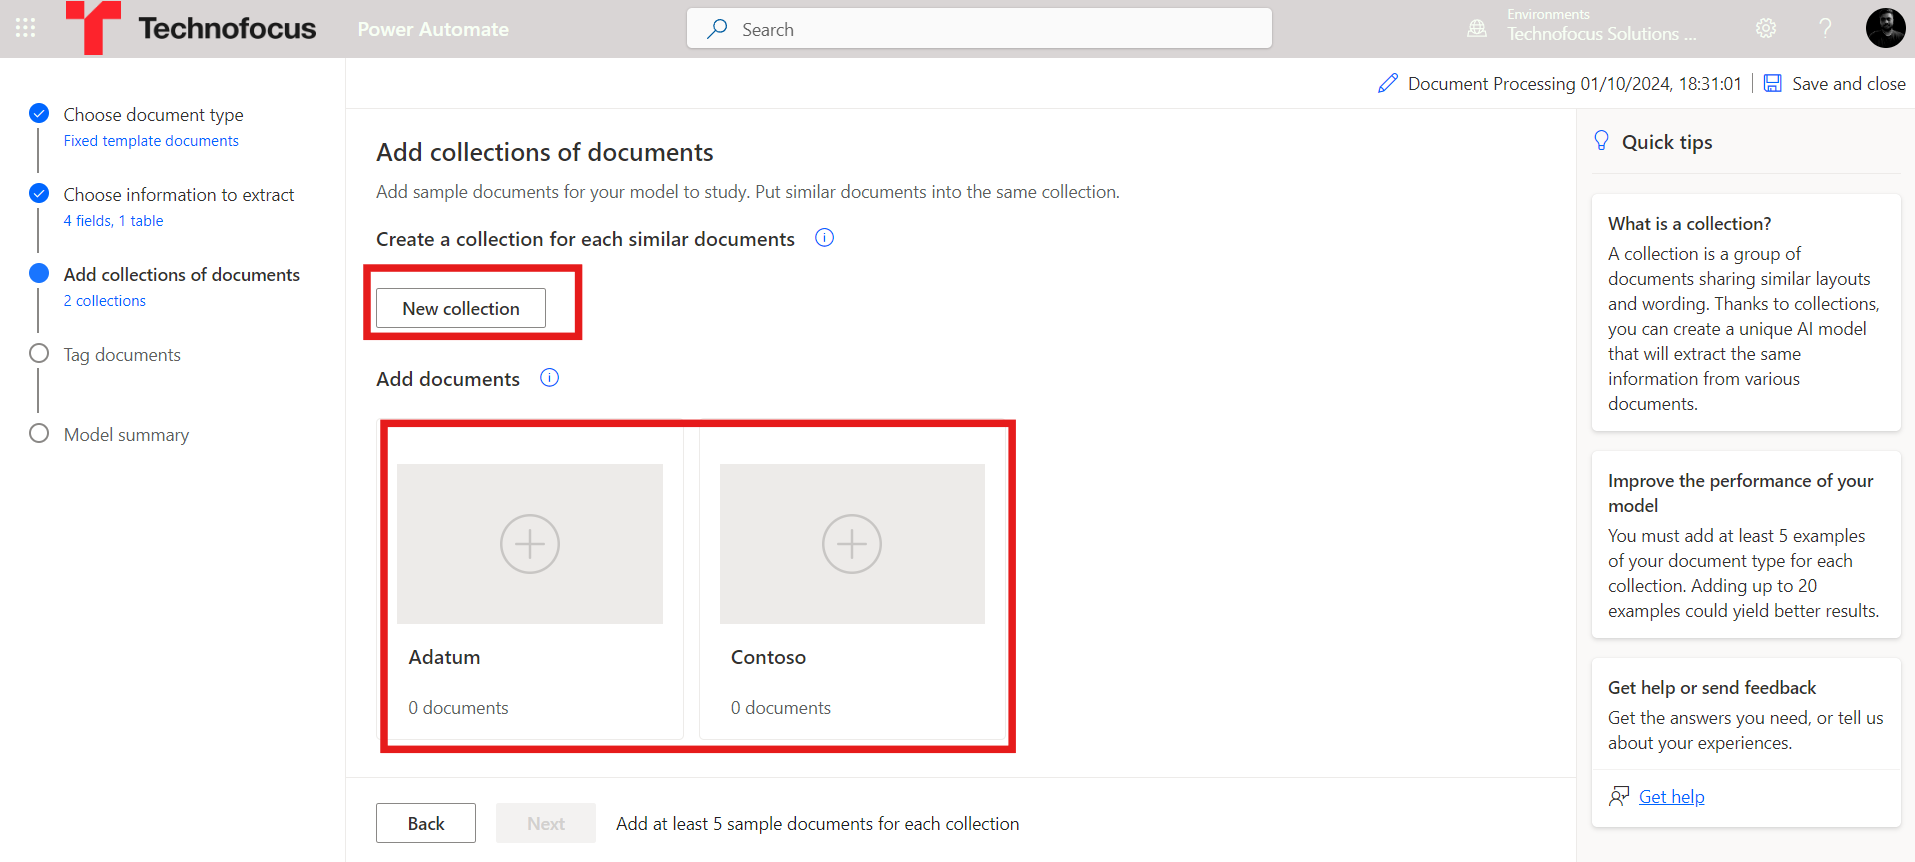 Technofocus
Power Automate
Search
Environments
Technofocus Solutions ...
?
Document Processing 01/10/2024, 18:31:01
Save and close
Choose document type
Fixed template documents
Choose information to extract
4 fields, 1 table
Add collections of documents
2 collections
Tag documents
Model summary
Add collections of documents
Add sample documents for your model to study. Put similar documents into the same collection.
Create a collection for each similar documents
New collection
Add documents
Adatum
0 documents
Contoso
0 documents
Back
Next
Add at least 5 sample documents for each collection
Quick tips
What is a collection?
A collection is a group of
documents sharing similar layouts
and wording. Thanks to collections,
you can create a unique AI model
that will extract the same
information from various
documents.
Improve the performance of your
model
You must add at least 5 examples
of your document type for each
collection. Adding up to 20
examples could yield better results.
Get help or send feedback
Get the answers you need, or tell us
about your experiences.
Get help